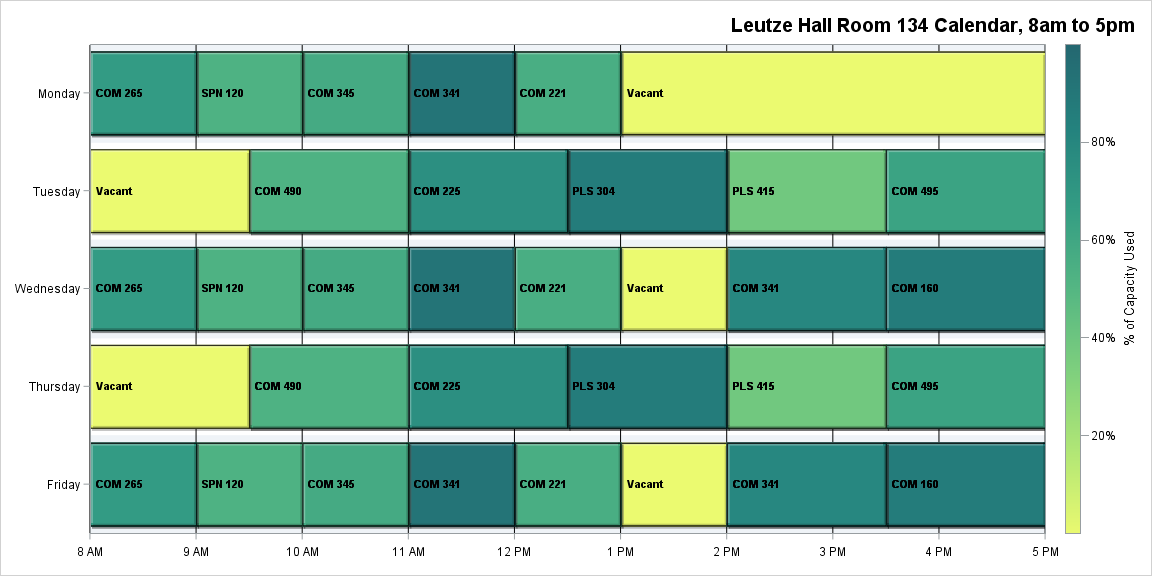 Leutze Hall Room 134 Calendar, 8am to 5pm
Monday COM 265 SPN 120 COM 345 COM 341 COM 221 Vacant
Tuesday Vacant COM 490 COM 225 PLS 304 PLS 415 COM 495
Wednesday COM 265 SPN 120 COM 345 COM 341 COM 221 Vacant COM 341 COM 160
Thursday Vacant COM 490 COM 225 PLS 304 PLS 415 COM 495
Friday COM 265 SPN 120 COM 345 COM 341 COM 221 Vacant COM 341 COM 160
8 AM 9 AM 10 AM 11 AM 12 PM 1 PM 2 PM 3 PM 4 PM 5 PM
80%
60%
40%
20%
% of Capacity Used